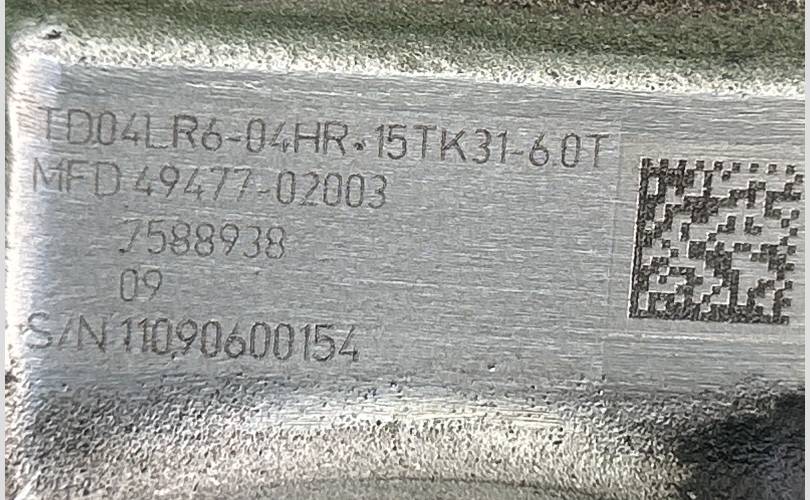 TD04LR6-04HR.15TK31-6.0T
MFD 49477-02003
7588938
09
S/N 11090600154